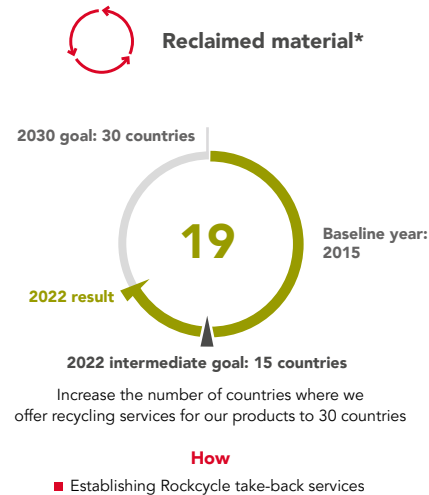 Reclaimed material*
2030 goal: 30 countries
19
Baseline year:
2015
2022 result
2022 intermediate goal: 15 countries
Increase the number of countries where we
offer recycling services for our products to 30 countries
How
Establishing Rockcycle take-back services